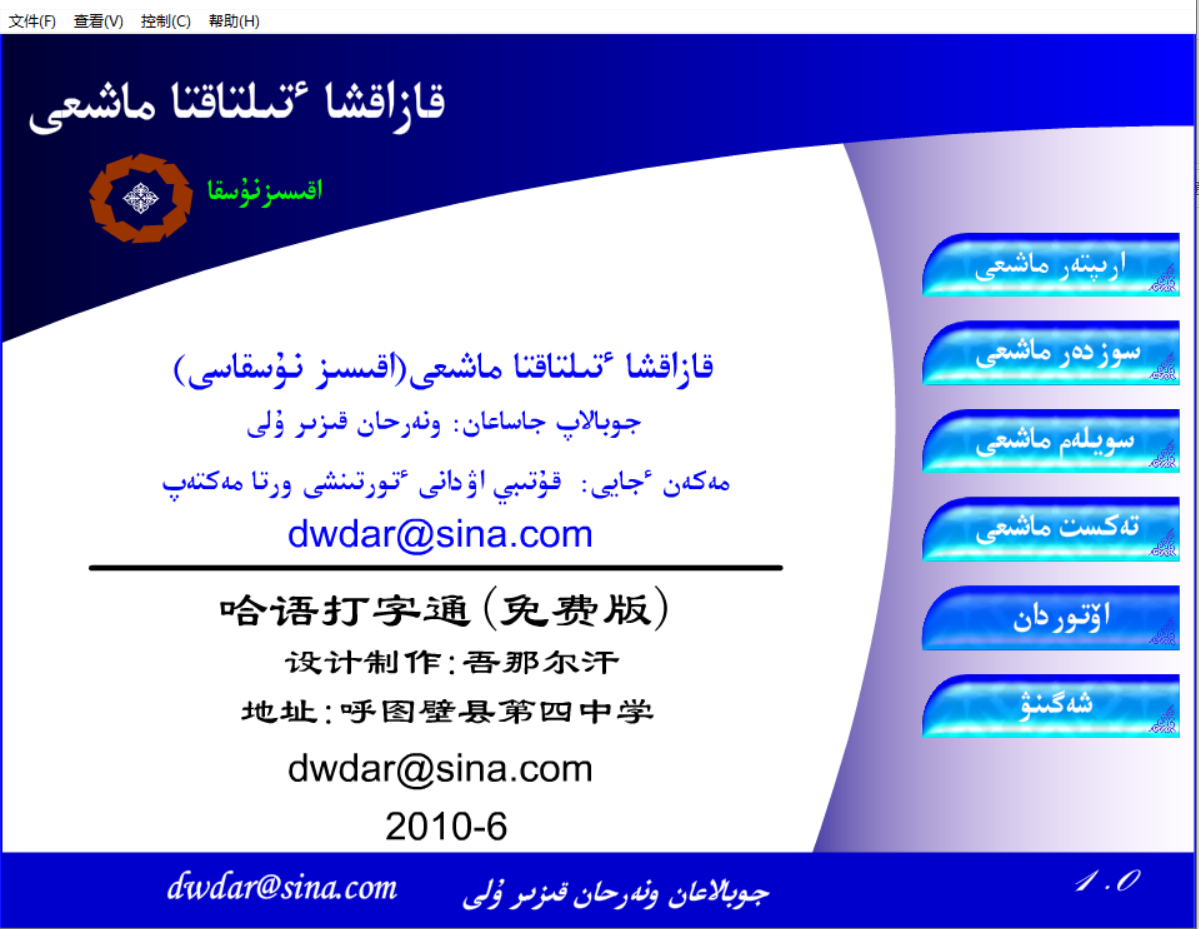 文件(F) 查看(V) 控制(C) 帮助(H)
قازاقشا ٴتىلتاقتا ماشىعى
اقىسىز نۇسقا
ارىپتەر ماشىعى
سوزدەر ماشىعى
سويلەم ماشىعى
تەكست ماشىعى
اۆتوردان
شەگىنۋ
قازاقشا ٴتىلتاقتا ماشىعى(اقىسىز نۇسقاسى)
جوبالاپ جاساعان: ونەرحان قىزىر ۇلى
مەكەن ٴجايى: قۇتىبي اۋدانى ٴتورتىنشى ورتا مەكتەپ
dwdar@sina.com
哈语打字通(免费版)
设计制作:吾那尔汗
地址:呼图壁县第四中学
dwdar@sina.com
2010-6
dwdar@sina.com
جوبالاعان ونەرحان قىزىر ۇلى
1.0